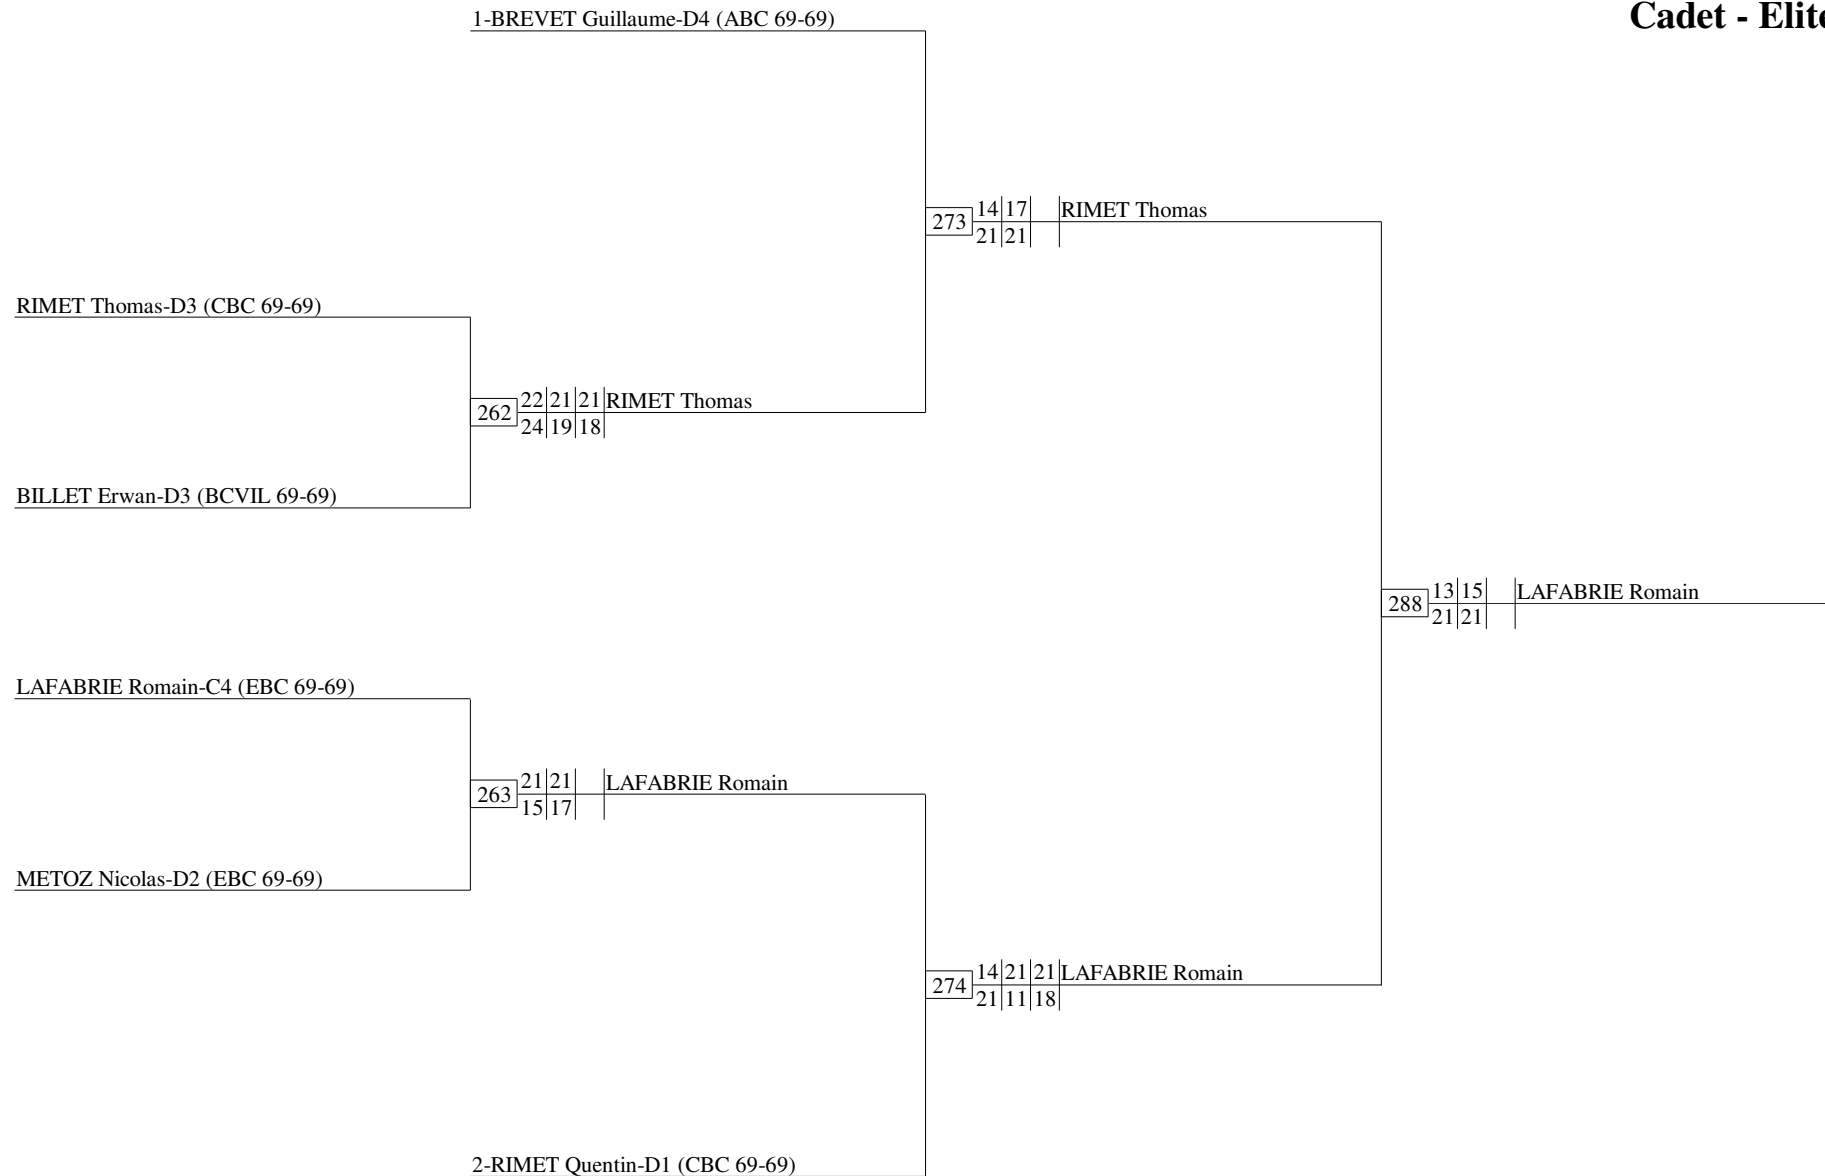 1-BREVET Guillaume-D4 (ABC 69-69)
Cadet - Elite
14 17 RIMET Thomas
273
21 21
RIMET Thomas-D3 (CBC 69-69)
22 21 21 RIMET Thomas
262
24 19 18
BILLET Erwan-D3 (BCVIL 69-69)
13 15 LAFABRIE Romain
288
21 21
LAFABRIE Romain-C4 (EBC 69-69)
21 21 LAFABRIE Romain
263
15 17
METOZ Nicolas-D2 (EBC 69-69)
14 21 21 LAFABRIE Romain
274
21 11 18
2-RIMET Quentin-D1 (CBC 69-69)